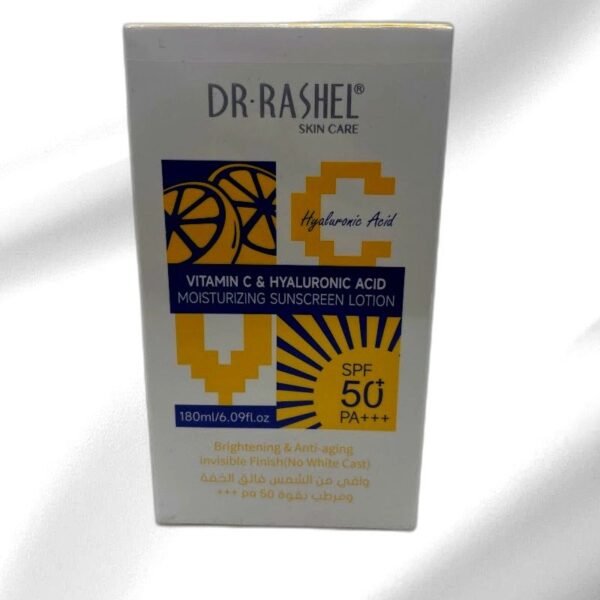 DR·RASHEL®
SKIN CARE
Hyaluronic Acid
VITAMIN C & HYALURONIC ACID
MOISTURIZING SUNSCREEN LOTION
SPF
50+
PA+++
180ml/6.09fl.oz
Brightening & Anti-aging
invisible Finish(No White Cast)
واقي من الشمس فائق الخفة
ومرطب بقوة 50 pa +++